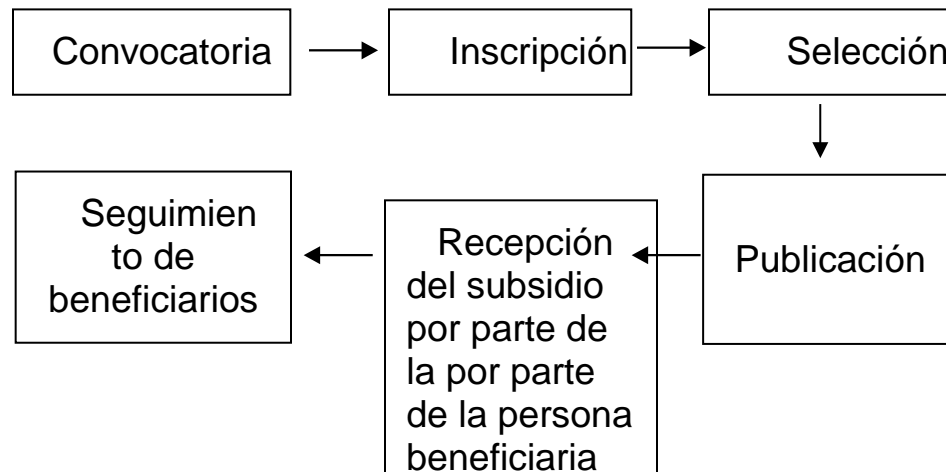 Convocatoria
Inscripción
Selección
Seguimien
to de
beneficiarios
Recepción
del subsidio
por parte de
la por parte
de la persona
beneficiaria
Publicación